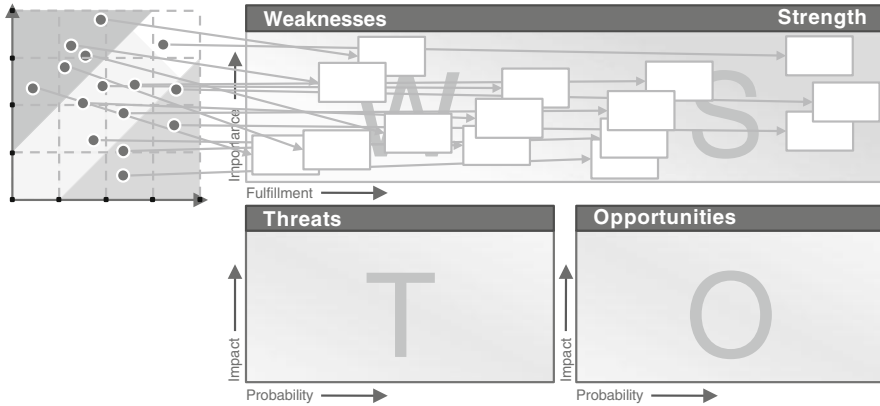 Weaknesses Strength
W S
Importance
Fulfillment
Threats Opportunities
T O
Impact Impact
Probability Probability